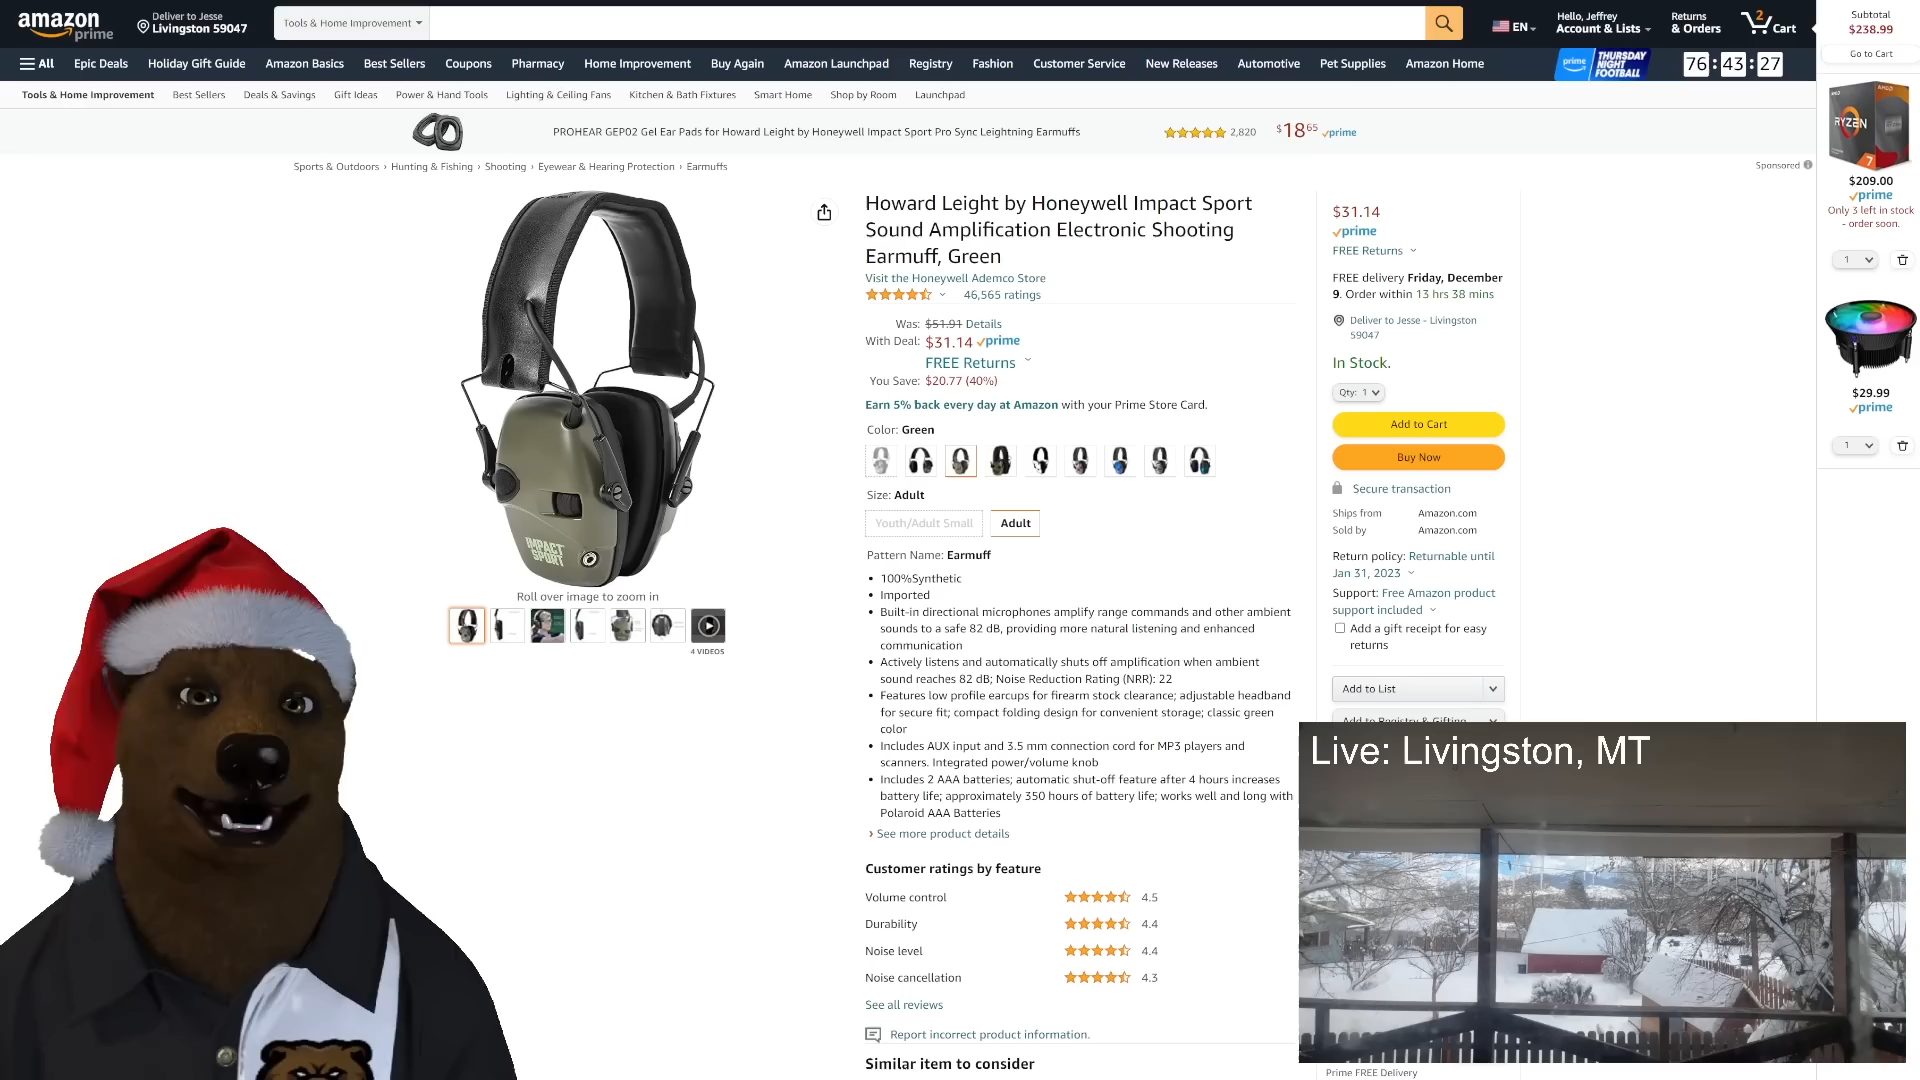 amazon
prime
Deliver to Jesse
Livingston 59047
Tools & Home Improvement
EN
Hello, Jeffrey
Account & Lists
Returns
& Orders
2
Cart
Subtotal
$238.99
Go to Cart
All
Epic Deals
Holiday Gift Guide
Amazon Basics
Best Sellers
Coupons
Pharmacy
Home Improvement
Buy Again
Amazon Launchpad
Registry
Fashion
Customer Service
New Releases
Automotive
Pet Supplies
Amazon Home
prime
THURSDAY
NIGHT
FOOTBALL
76 : 43 : 27
Tools & Home Improvement
Best Sellers
Deals & Savings
Gift Ideas
Power & Hand Tools
Lighting & Ceiling Fans
Kitchen & Bath Fixtures
Smart Home
Shop by Room
Launchpad
PROHEAR GEP02 Gel Ear Pads for Howard Leight by Honeywell Impact Sport Pro Sync Leightning Earmuffs
2,820
$18 65
prime
Sports & Outdoors › Hunting & Fishing › Shooting › Eyewear & Hearing Protection › Earmuffs
Sponsored
RYZEN
7
$209.00
prime
Only 3 left in stock
- order soon.
1
$29.99
prime
1
IMPACT
SPORT
Roll over image to zoom in
4 VIDEOS
Howard Leight by Honeywell Impact Sport
Sound Amplification Electronic Shooting
Earmuff, Green
Visit the Honeywell Ademco Store
46,565 ratings
Was: $51.91 Details
With Deal: $31.14 prime
FREE Returns
You Save: $20.77 (40%)
Earn 5% back every day at Amazon with your Prime Store Card.
Color: Green
Size: Adult
Youth/Adult Small
Adult
Pattern Name: Earmuff
• 100%Synthetic
• Imported
• Built-in directional microphones amplify range commands and other ambient
sounds to a safe 82 dB, providing more natural listening and enhanced
communication
• Actively listens and automatically shuts off amplification when ambient
sound reaches 82 dB; Noise Reduction Rating (NRR): 22
• Features low profile earcups for firearm stock clearance; adjustable headband
for secure fit; compact folding design for convenient storage; classic green
color
• Includes AUX input and 3.5 mm connection cord for MP3 players and
scanners. Integrated power/volume knob
• Includes 2 AAA batteries; automatic shut-off feature after 4 hours increases
battery life; approximately 350 hours of battery life; works well and long with
Polaroid AAA Batteries
› See more product details
Customer ratings by feature
Volume control 4.5
Durability 4.4
Noise level 4.4
Noise cancellation 4.3
See all reviews
Report incorrect product information.
Similar item to consider
$31.14
prime
FREE Returns
FREE delivery Friday, December
9. Order within 13 hrs 38 mins
Deliver to Jesse - Livingston
59047
In Stock.
Qty: 1
Add to Cart
Buy Now
Secure transaction
Ships from Amazon.com
Sold by Amazon.com
Return policy: Returnable until
Jan 31, 2023
Support: Free Amazon product
support included
Add a gift receipt for easy
returns
Add to List
Add to Registry & Gifting
Live: Livingston, MT
Prime FREE Delivery